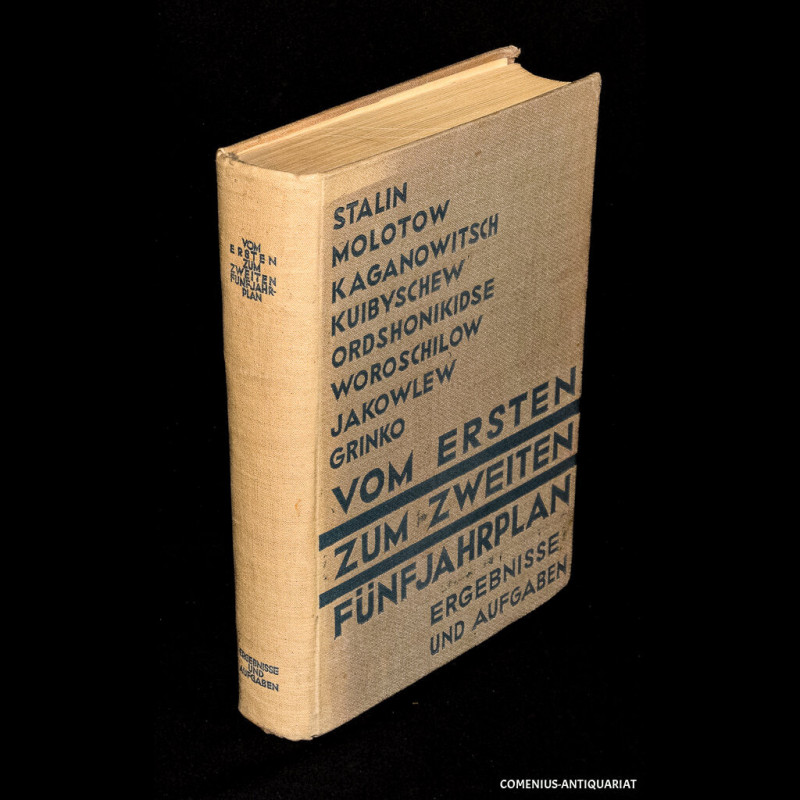 VOM
ERSTEN
ZUM
ZWEITEN
FÜNFJAHR-
PLAN
ERGEBNISSE
UND
AUFGABEN
STALIN
MOLOTOW
KAGANOWITSCH
KUIBYSCHEW
ORDSHONIKIDSE
WOROSCHILOW
JAKOWLEW
GRINKO
VOM ERSTEN
ZUM ZWEITEN
FÜNFJAHRPLAN
ERGEBNISSE
UND AUFGABEN
COMENIUS-ANTIQUARIAT